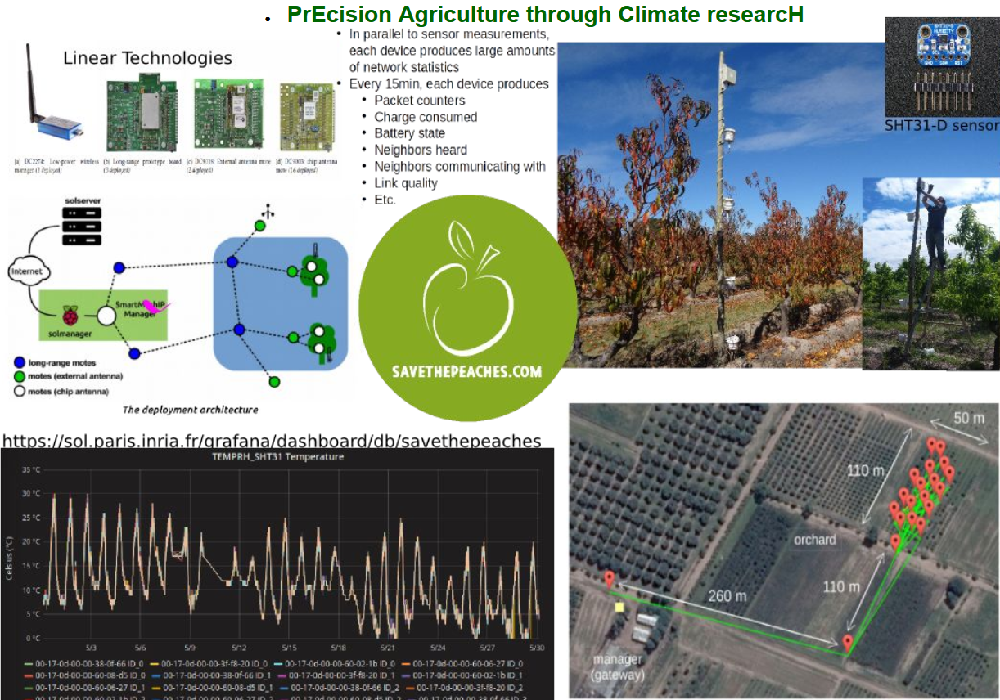 • PrEcision Agriculture through Climate researcH
Linear Technologies
(a) DC2274: Low-power wireless
manager (1 deployed)
(b) Long-range prototype board
(3 deployed)
(c) DC9018: External antenna mote
(2 deployed)
(d) DC9003: chip antenna
mote (16 deployed)
• In parallel to sensor measurements,
each device produces large amounts
of network statistics
• Every 15min, each device produces
• Packet counters
• Charge consumed
• Battery state
• Neighbors heard
• Neighbors communicating with
• Link quality
• Etc.
SHT31-D
HUMIDITY
GND SDA RST
SHT31-D sensor
solserver
Internet
solmanager
Manager
long-range motes
motes (external antenna)
motes (chip antenna)
The deployment architecture
SAVETHEPEACHES.COM
https://sol.paris.inria.fr/grafana/dashboard/db/savethepeaches
TEMPRH_SHT31 Temperature
Celsius (°C)
35 °C
30 °C
25 °C
20 °C
15 °C
10 °C
5 °C
0 °C
5/3 5/6 5/9 5/12 5/15 5/18 5/21 5/24 5/27 5/30
00-17-0d-00-00-38-0f-66 ID_0 00-17-0d-00-00-3f-f8-20 ID_0 00-17-0d-00-00-60-02-1b ID_0 00-17-0d-00-00-60-06-27 ID_0
00-17-0d-00-00-60-08-d5 ID_0 00-17-0d-00-00-38-0f-66 ID_1 00-17-0d-00-00-3f-f8-20 ID_1 00-17-0d-00-00-60-02-1b ID_1
00-17-0d-00-00-60-06-27 ID_1 00-17-0d-00-00-60-08-d5 ID_1 00-17-0d-00-00-38-0f-66 ID_2 00-17-0d-00-00-3f-f8-20 ID_2
50 m
110 m
orchard
110 m
260 m
manager
(gateway)